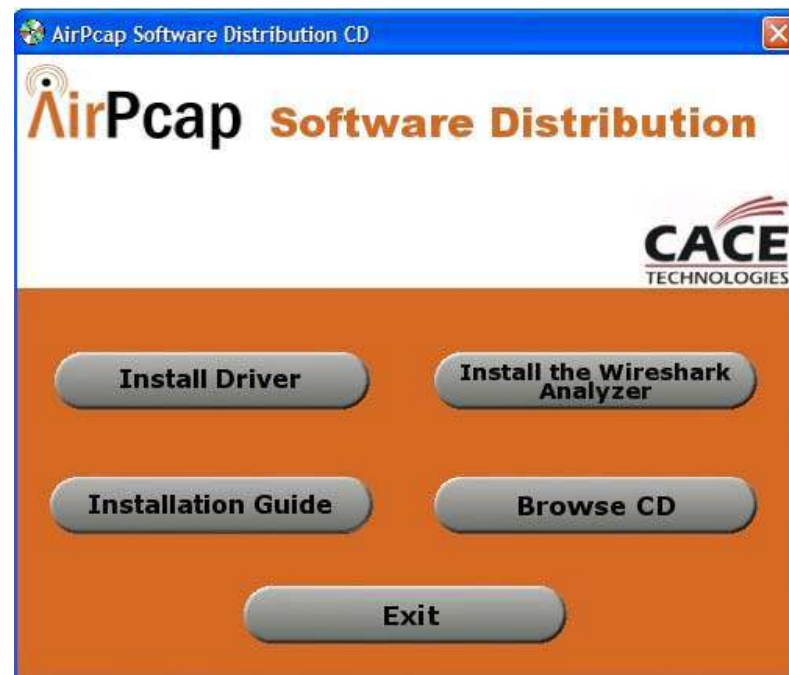 AirPcap Software Distribution CD
AirPcap Software Distribution
CACE
TECHNOLOGIES
Install Driver
Install the Wireshark
Analyzer
Installation Guide
Browse CD
Exit